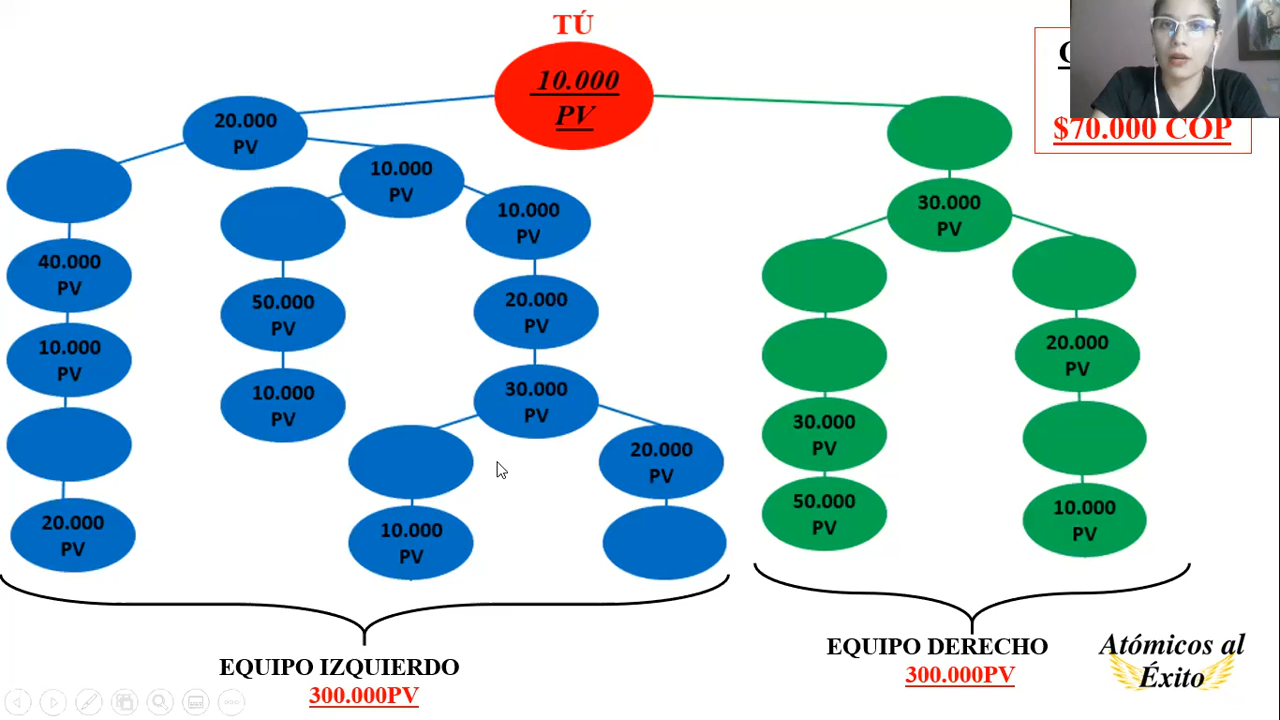 TÚ
10.000
PV
$70.000 COP
20.000
PV
10.000
PV
10.000
PV
40.000
PV
50.000
PV
20.000
PV
10.000
PV
10.000
PV
30.000
PV
20.000
PV
20.000
PV
10.000
PV
30.000
PV
20.000
PV
30.000
PV
50.000
PV
10.000
PV
EQUIPO IZQUIERDO
300.000PV
EQUIPO DERECHO
300.000PV
Atómicos al
Éxito